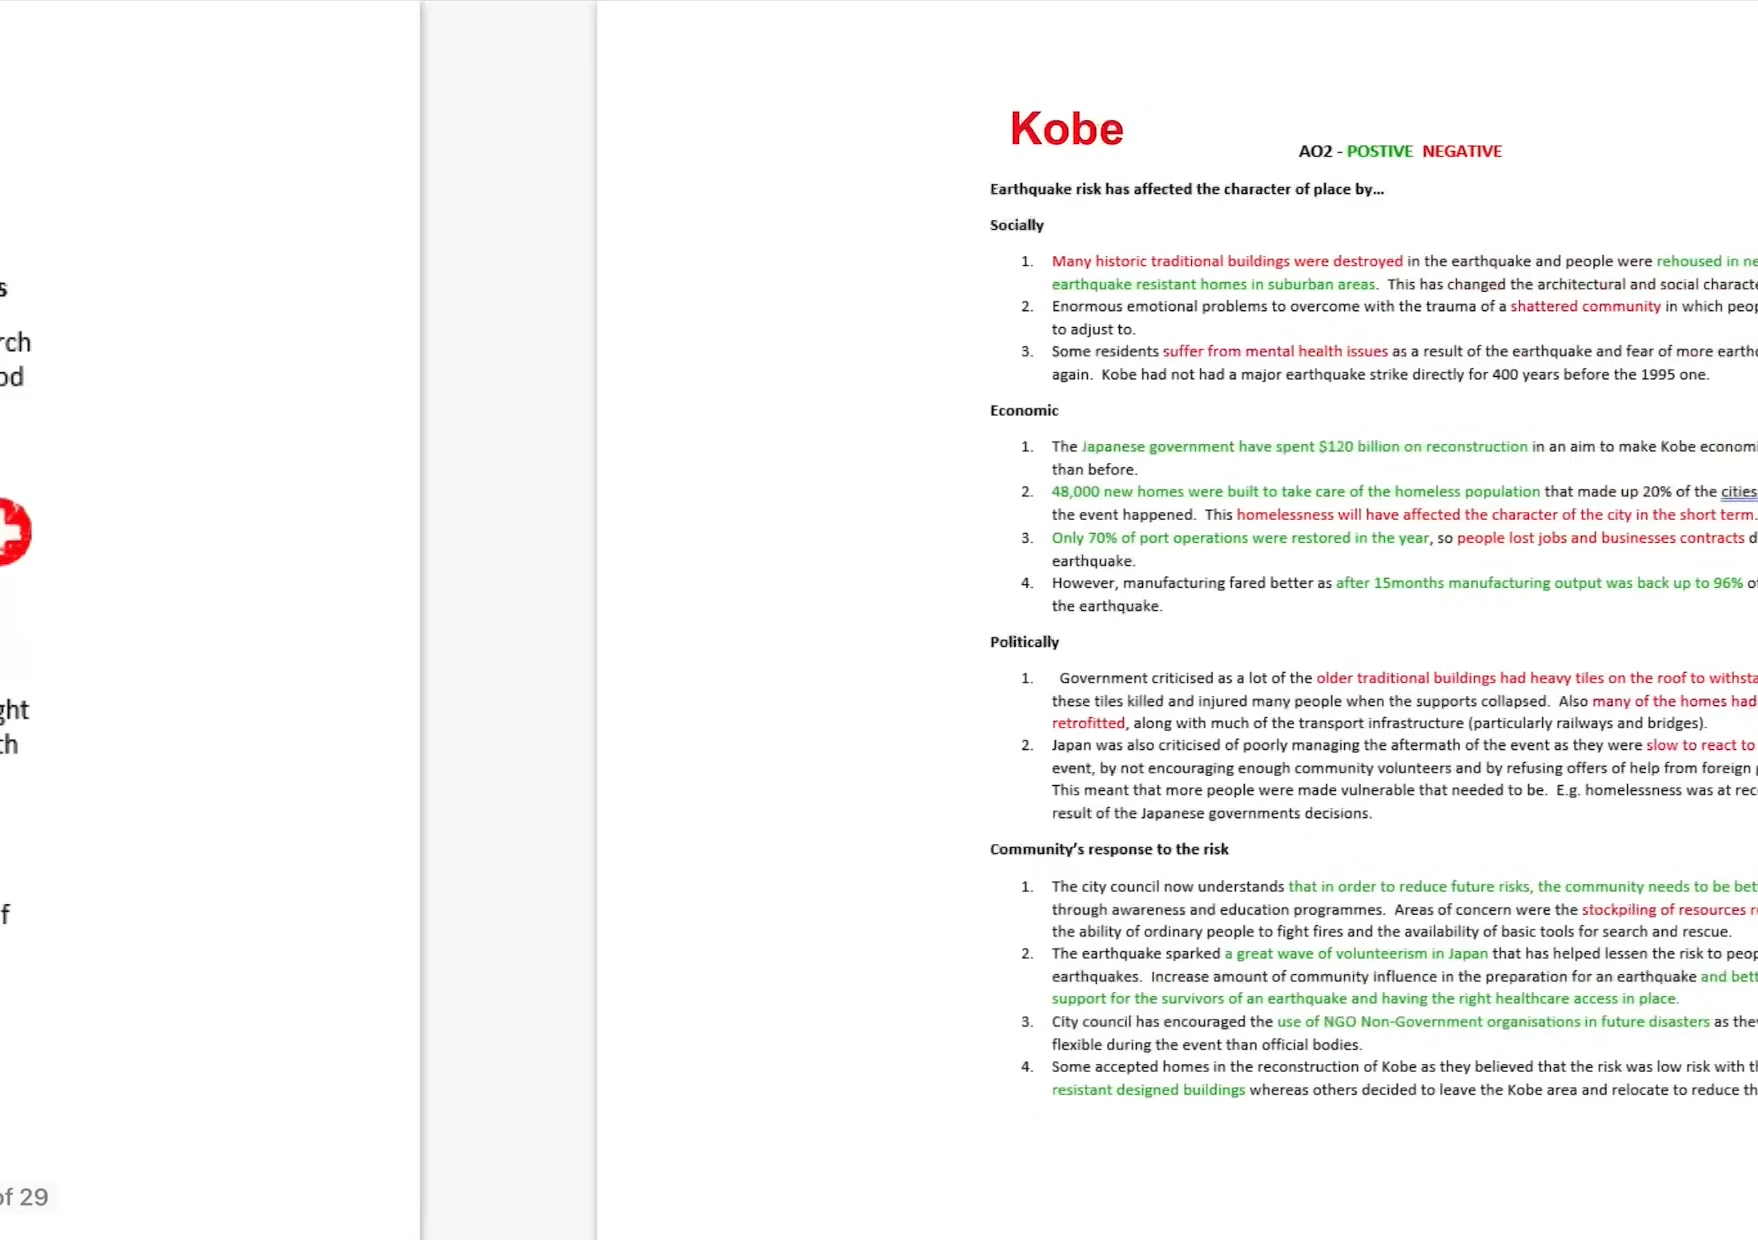 s
rch
od
ght
th
f
of 29
Kobe
AO2 - POSTIVE NEGATIVE
Earthquake risk has affected the character of place by...
Socially
1. Many historic traditional buildings were destroyed in the earthquake and people were rehoused in ne
earthquake resistant homes in suburban areas. This has changed the architectural and social characte
2. Enormous emotional problems to overcome with the trauma of a shattered community in which peop
to adjust to.
3. Some residents suffer from mental health issues as a result of the earthquake and fear of more earth
again. Kobe had not had a major earthquake strike directly for 400 years before the 1995 one.
Economic
1. The Japanese government have spent $120 billion on reconstruction in an aim to make Kobe economi
than before.
2. 48,000 new homes were built to take care of the homeless population that made up 20% of the cities
the event happened. This homelessness will have affected the character of the city in the short term.
3. Only 70% of port operations were restored in the year, so people lost jobs and businesses contracts d
earthquake.
4. However, manufacturing fared better as after 15months manufacturing output was back up to 96% of
the earthquake.
Politically
1. Government criticised as a lot of the older traditional buildings had heavy tiles on the roof to withsta
these tiles killed and injured many people when the supports collapsed. Also many of the homes had
retrofitted, along with much of the transport infrastructure (particularly railways and bridges).
2. Japan was also criticised of poorly managing the aftermath of the event as they were slow to react to
event, by not encouraging enough community volunteers and by refusing offers of help from foreign
This meant that more people were made vulnerable that needed to be. E.g. homelessness was at rec
result of the Japanese governments decisions.
Community's response to the risk
1. The city council now understands that in order to reduce future risks, the community needs to be bet
through awareness and education programmes. Areas of concern were the stockpiling of resources r
the ability of ordinary people to fight fires and the availability of basic tools for search and rescue.
2. The earthquake sparked a great wave of volunteerism in Japan that has helped lessen the risk to peop
earthquakes. Increase amount of community influence in the preparation for an earthquake and bett
support for the survivors of an earthquake and having the right healthcare access in place.
3. City council has encouraged the use of NGO Non-Government organisations in future disasters as they
flexible during the event than official bodies.
4. Some accepted homes in the reconstruction of Kobe as they believed that the risk was low risk with th
resistant designed buildings whereas others decided to leave the Kobe area and relocate to reduce th